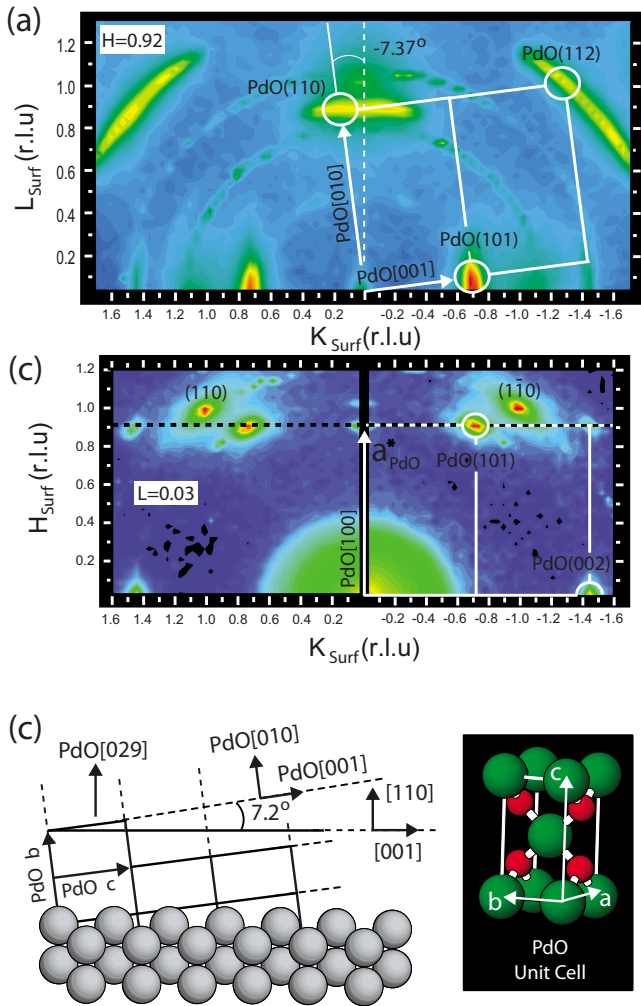 (a)
H=0.92
-7.37°
PdO(110)
PdO(112)
PdO[010]
PdO(101)
PdO[001]
L Surf (r.l.u)
1.2
1.0
0.8
0.6
0.4
0.2
1.6 1.4 1.2 1.0 0.8 0.6 0.4 0.2 -0.2 -0.4 -0.6 -0.8 -1.0 -1.2 -1.4 -1.6
K Surf (r.l.u)
(c)
(110)
(11̄0)
a*PdO
PdO(101)
L=0.03
PdO[100]
PdO(002)
H Surf (r.l.u)
1.2
1.0
0.8
0.6
0.4
0.2
1.6 1.4 1.2 1.0 0.8 0.6 0.4 0.2 -0.2 -0.4 -0.6 -0.8 -1.0 -1.2 -1.4 -1.6
K Surf (r.l.u)
(c)
PdO[029]
PdO[010]
PdO[001]
7.2°
[110]
[001]
PdO b
PdO c
c
b
a
PdO
Unit Cell